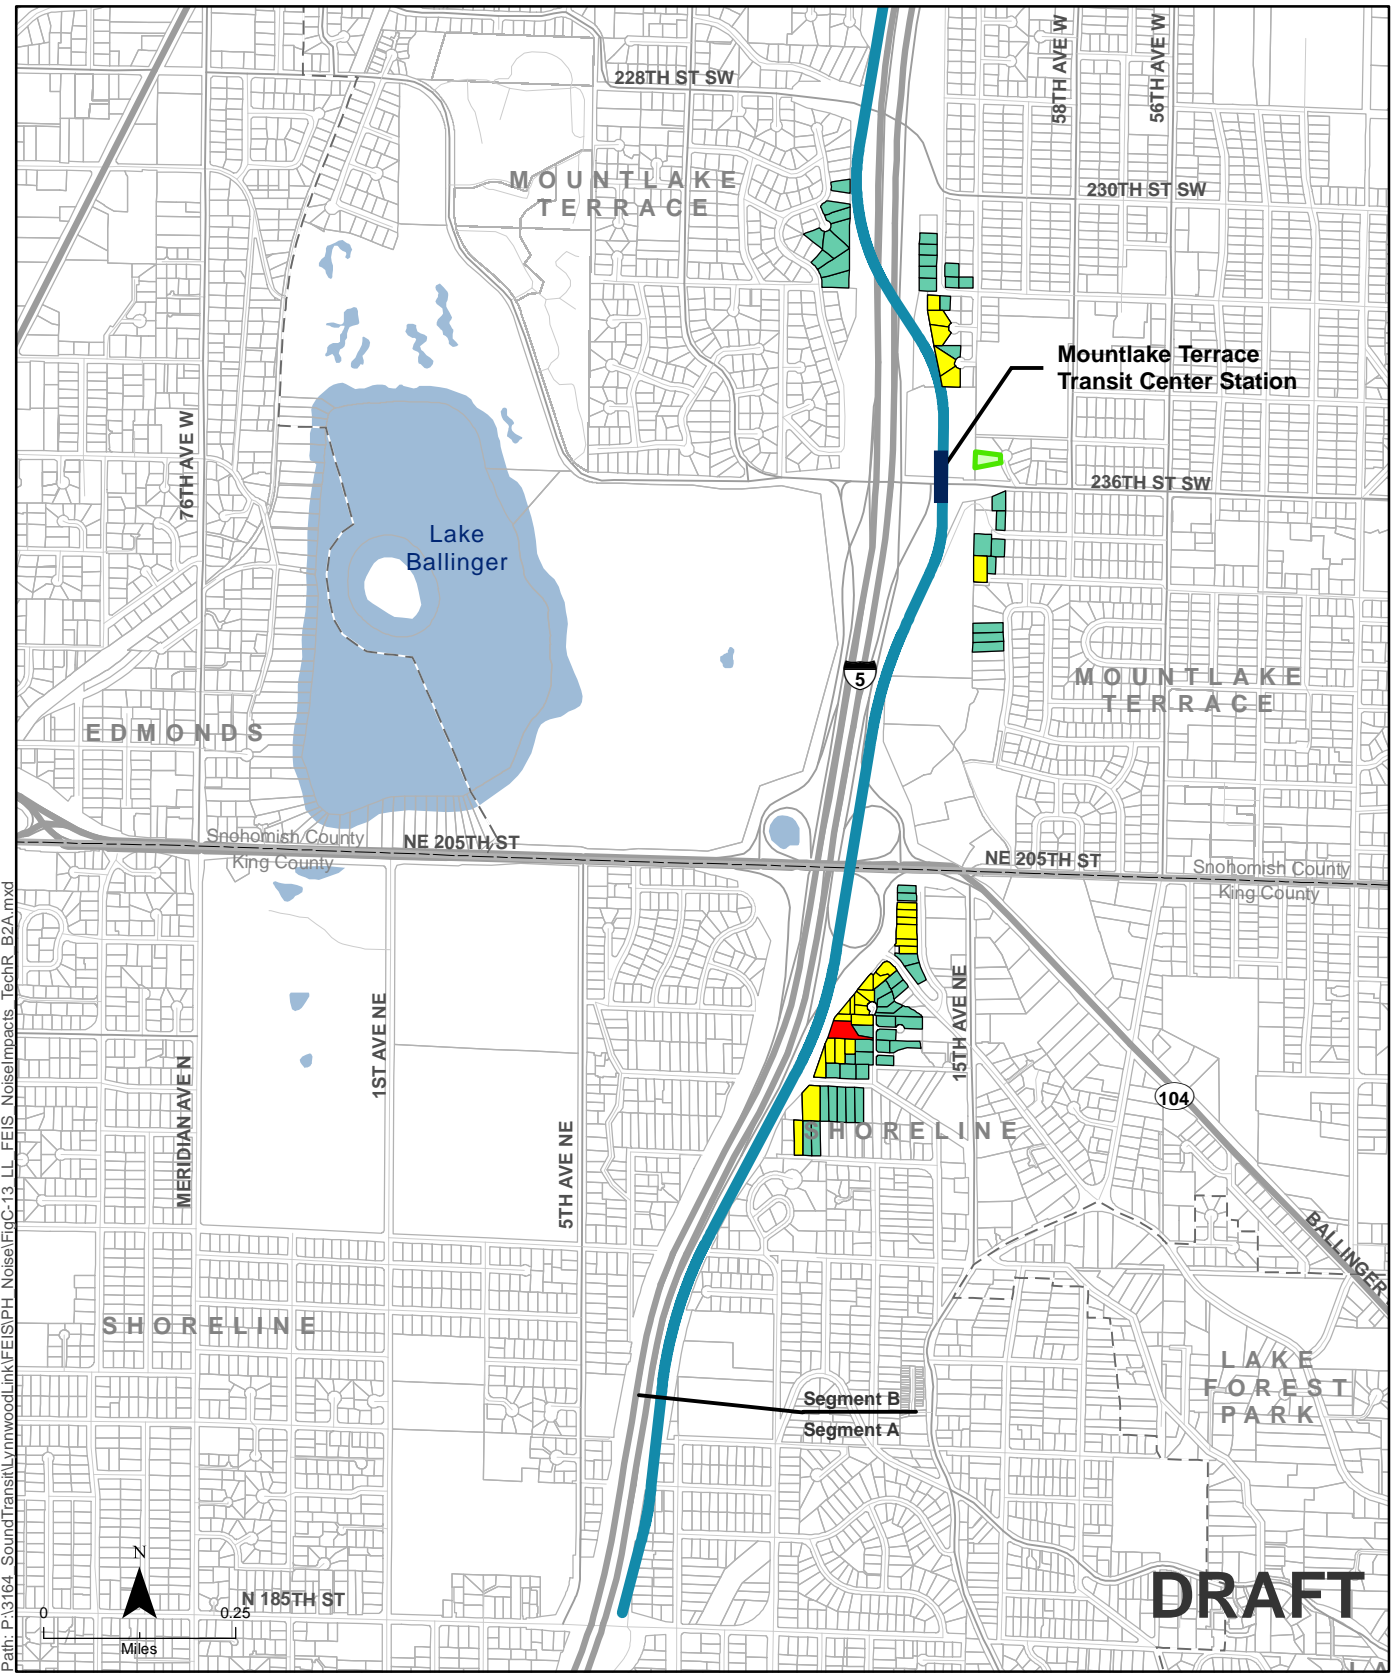 58TH AVE W
56TH AVE W
228TH ST SW
MOUNTLAKE
TERRACE
230TH ST SW
Mountlake Terrace
Transit Center Station
76TH AVE W
236TH ST SW
Lake
Ballinger
5
MOUNTLAKE
TERRACE
EDMONDS
Snohomish County
King County
NE 205TH ST
NE 205TH ST
Snohomish County
King County
15TH AVE NE
1ST AVE NE
MERIDIAN AVE N
5TH AVE NE
104
SHORELINE
BALLINGER
SHORELINE
LAKE
FOREST
PARK
Segment B
Segment A
N
N 185TH ST
0
0.25
Miles
DRAFT
Path: P:\3164_SoundTransit\LynnwoodLink\FEIS\PH_Noise\FigC-13_LL_FEIS_NoiseImpacts_TechR_B2A.mxd